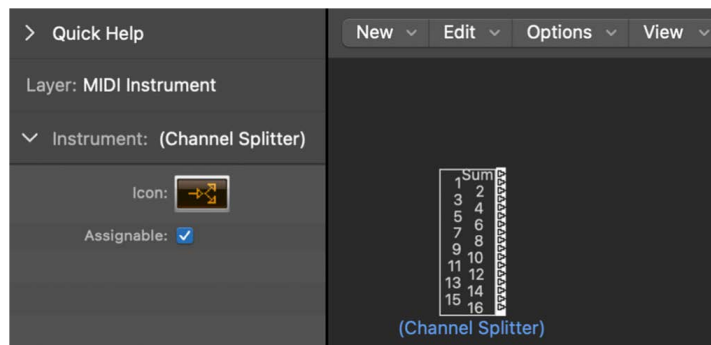 Quick Help
Layer: MIDI Instrument
Instrument: (Channel Splitter)
Icon:
Assignable:
New Edit Options View
Sum
1
2
3
4
5
6
7
8
9
10
11
12
13
14
15
16
(Channel Splitter)